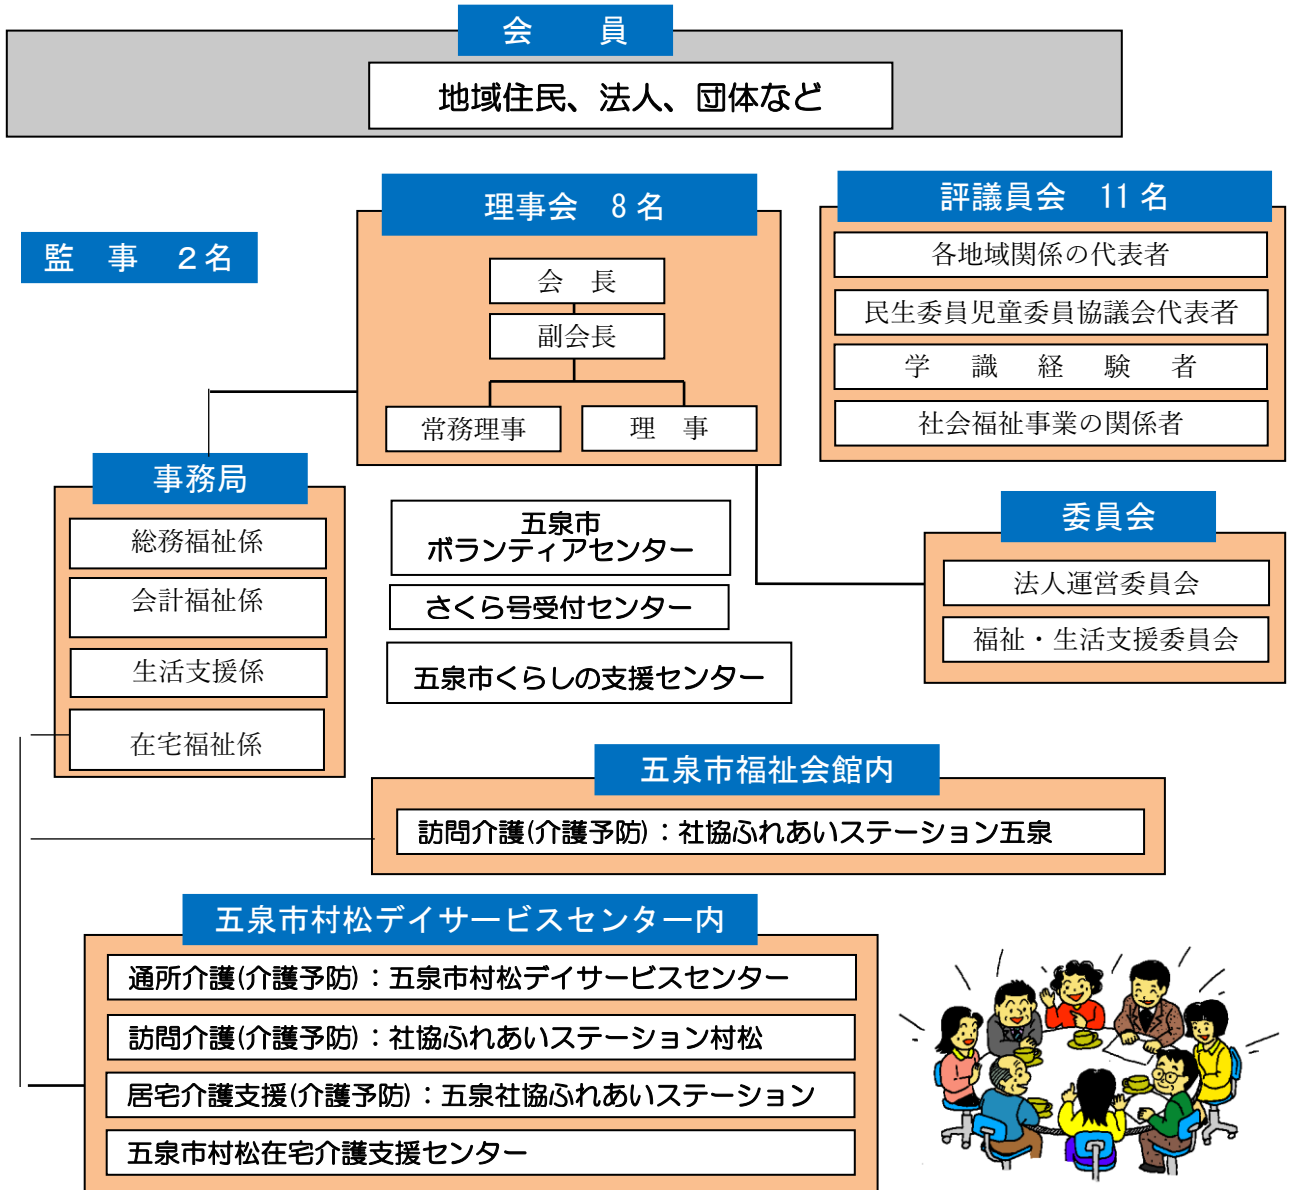 会　員
地域住民、法人、団体など
監　事　２名
理事会　8名
会　長
副会長
常務理事
理　事
評議員会　11名
各地域関係の代表者
民生委員児童委員協議会代表者
学　識　経　験　者
社会福祉事業の関係者
事務局
総務福祉係
会計福祉係
生活支援係
在宅福祉係
五泉市
ボランティアセンター
さくら号受付センター
五泉市くらしの支援センター
委員会
法人運営委員会
福祉・生活支援委員会
五泉市福祉会館内
訪問介護(介護予防)：社協ふれあいステーション五泉
五泉市村松デイサービスセンター内
通所介護(介護予防)：五泉市村松デイサービスセンター
訪問介護(介護予防)：社協ふれあいステーション村松
居宅介護支援(介護予防)：五泉社協ふれあいステーション
五泉市村松在宅介護支援センター